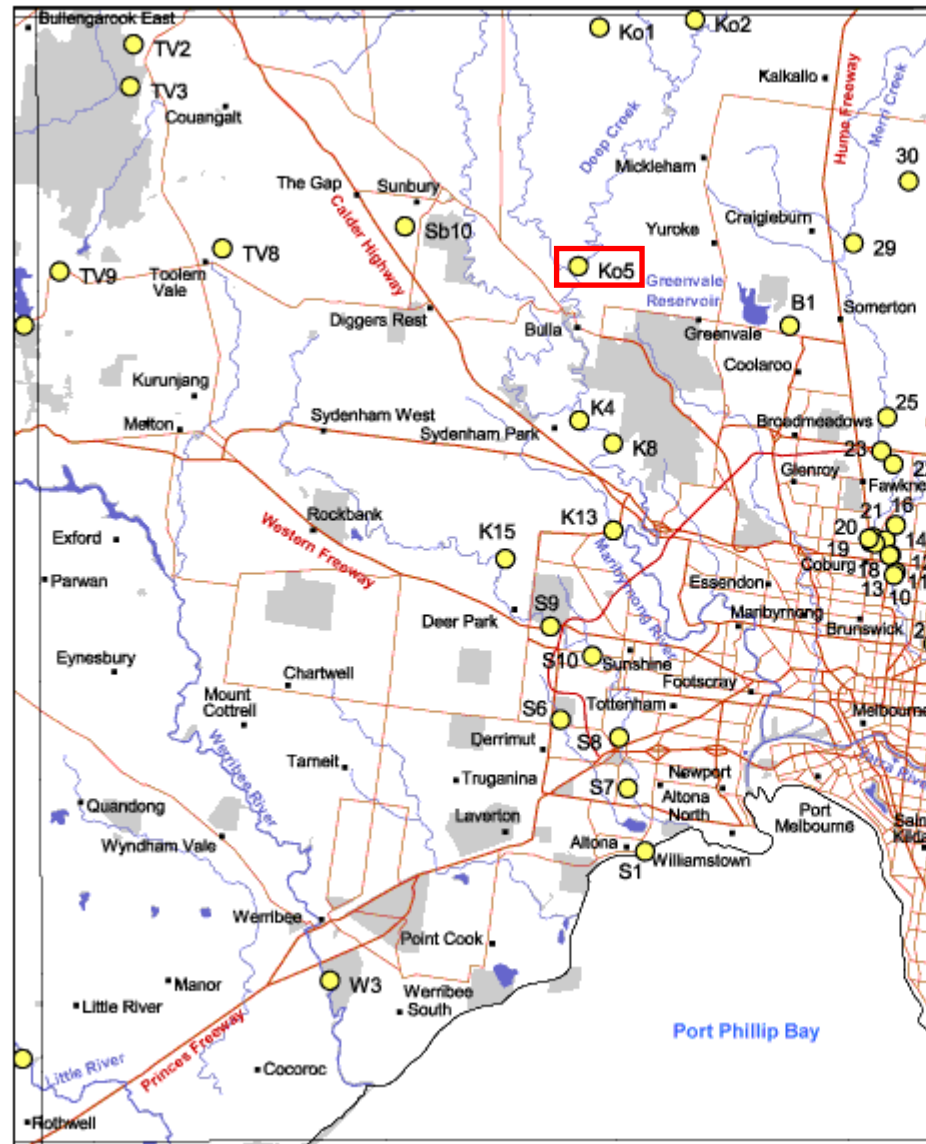 Bullengarook East
TV2
Ko1
Ko2
Kalkallo
TV3
Couangalt
Hume Freeway
Merri Creek
Deep Creek
Mickleham
30
The Gap
Sunbury
Calder Highway
Sb10
Yuroke
Craigieburn
29
TV8
TV9
Toolern
Vale
Ko5
Greenvale
Reservoir
B1
Somerton
Diggers Rest
Bulla
Greenvale
Coolaroo
Kurunjang
Melton
Sydenham West
Sydenham Park
K4
K8
Broadmeadows
25
23
Glenroy
Fawkne
Rockbank
K15
K13
21
16
20
14
19
Coburg
18
13
11
10
Exford
Western Freeway
Maribyrnong River
Essendon
Parwan
Deer Park
S9
Maribyrnong
Brunswick
Eynesbury
Chartwell
S10
Sunshine
Footscray
Mount
Cottrell
S6
Tottenham
Melbourne
Derrimut
S8
Werribee River
Tarneit
Truganina
S7
Newport
Yarra River
Quandong
Altona
North
Port
Melbourne
Sain
Kilda
Wyndham Vale
Laverton
Altona
Williamstown
S1
Werribee
Point Cook
Manor
W3
Little River
Werribee
South
Port Phillip Bay
Princes Freeway
Little River
Cocoroc
Rothwell